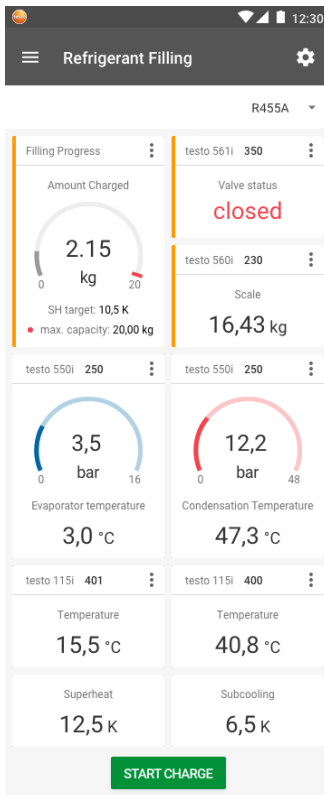 testo
12:30
Refrigerant Filling
R455A
Filling Progress
Amount Charged
2.15
kg
0 20
SH target: 10,5 K
max. capacity: 20,00 kg
testo 561i 350
Valve status
closed
testo 560i 230
Scale
16,43 kg
testo 550i 250
3,5
bar
0 16
Evaporator temperature
3,0 °C
testo 550i 250
12,2
bar
0 48
Condensation Temperature
47,3 °C
testo 115i 401
Temperature
15,5 °C
testo 115i 400
Temperature
40,8 °C
Superheat
12,5 K
Subcooling
6,5 K
START CHARGE